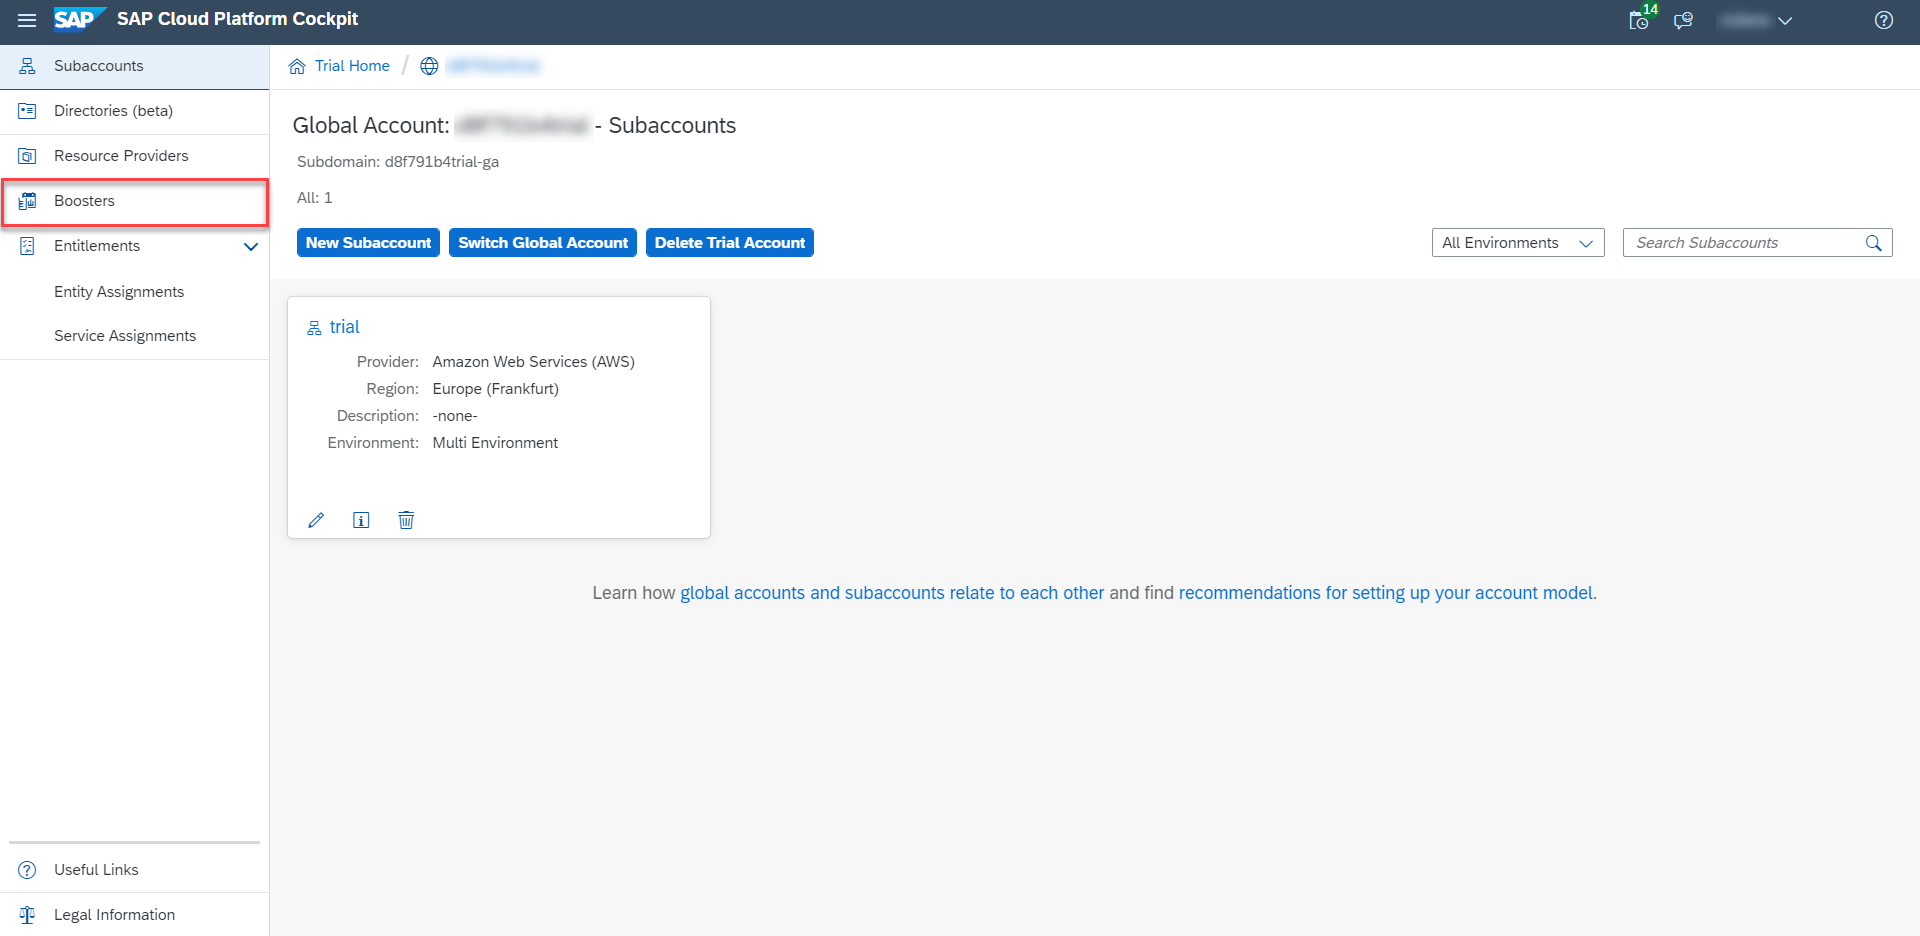 SAP SAP Cloud Platform Cockpit
14
Subaccounts
Directories (beta)
Resource Providers
Boosters
Entitlements
Entity Assignments
Service Assignments
Useful Links
Legal Information
Trial Home /
Global Account: - Subaccounts
Subdomain: d8f791b4trial-ga
All: 1
New Subaccount Switch Global Account Delete Trial Account All Environments Search Subaccounts
trial
Provider: Amazon Web Services (AWS)
Region: Europe (Frankfurt)
Description: -none-
Environment: Multi Environment
Learn how global accounts and subaccounts relate to each other and find recommendations for setting up your account model.